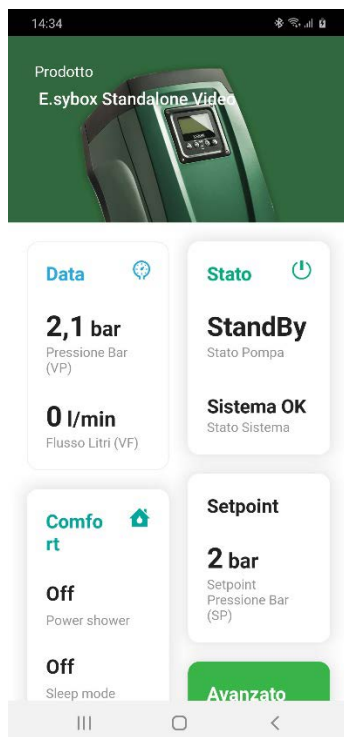 14:34
Prodotto
E.sybox Standalone Video
Data
2,1 bar
Pressione Bar
(VP)
0 l/min
Flusso Litri (VF)
Stato
StandBy
Stato Pompa
Sistema OK
Stato Sistema
Comfo
rt
Off
Power shower
Off
Sleep mode
Setpoint
2 bar
Setpoint
Pressione Bar
(SP)
Avanzato